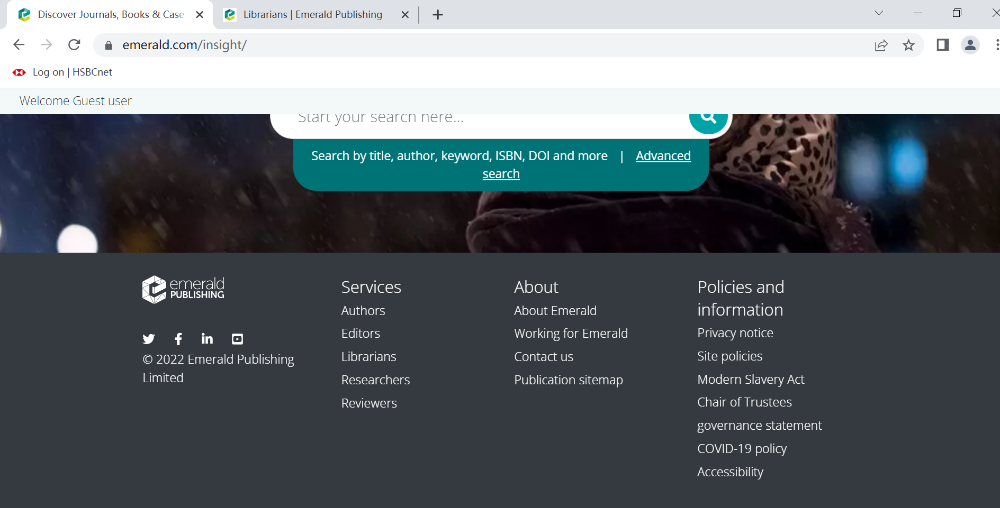 Discover Journals, Books & Case
Librarians | Emerald Publishing
emerald.com/insight/
Log on | HSBCnet
Welcome Guest user
Start your search here...
Search by title, author, keyword, ISBN, DOI and more | Advanced
search
emerald
PUBLISHING
© 2022 Emerald Publishing
Limited
Services
Authors
Editors
Librarians
Researchers
Reviewers
About
About Emerald
Working for Emerald
Contact us
Publication sitemap
Policies and
information
Privacy notice
Site policies
Modern Slavery Act
Chair of Trustees
governance statement
COVID-19 policy
Accessibility